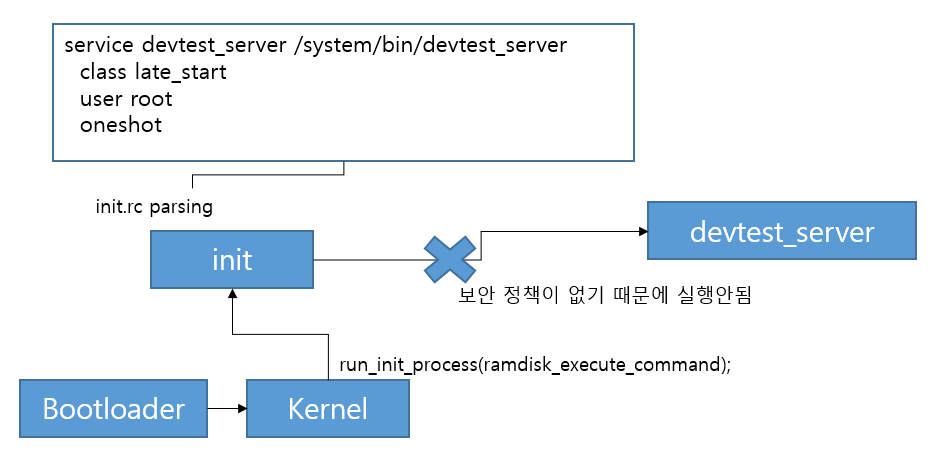 service devtest_server /system/bin/devtest_server
class late_start
user root
oneshot
init.rc parsing
init
devtest_server
보안 정책이 없기 때문에 실행안됨
run_init_process(ramdisk_execute_command);
Bootloader
Kernel